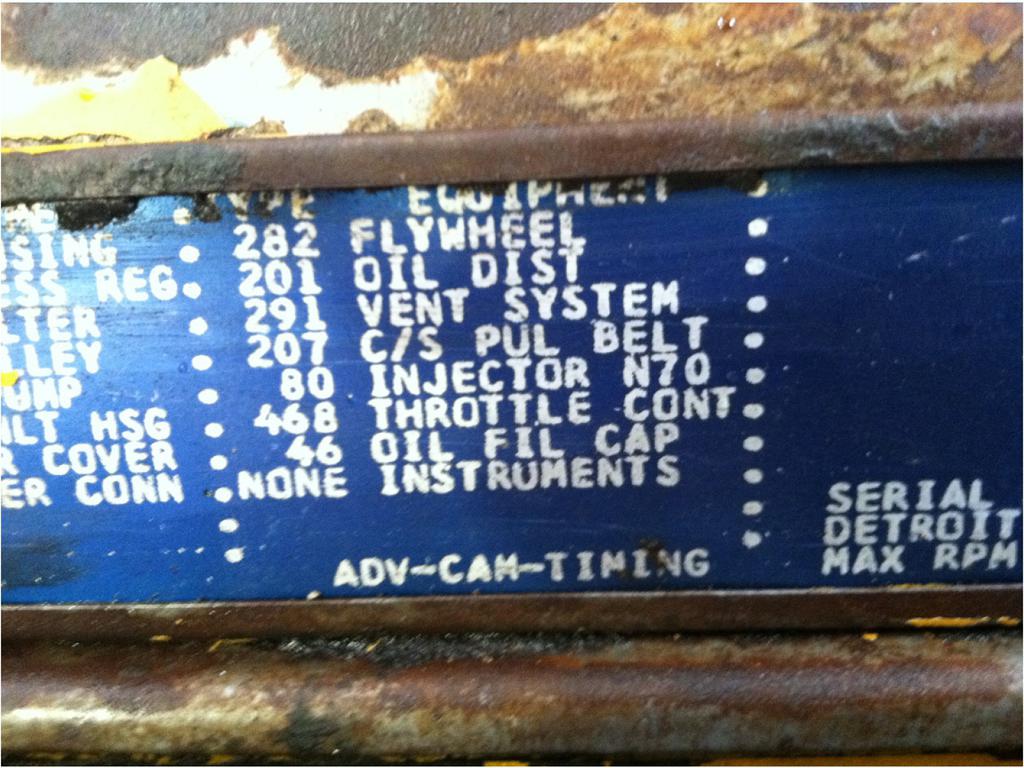 YPE EQUIPMENT
SING 282 FLYWHEEL
ESS REG. 201 OIL DIST
LTER 291 VENT SYSTEM
LLEY 207 C/S PUL BELT
UMP 80 INJECTOR N70
ALT HSG 468 THROTTLE CONT
R COVER 46 OIL FIL CAP
ER CONN NONE INSTRUMENTS
SERIAL
DETROIT
ADV-CAM-TIMING MAX RPM